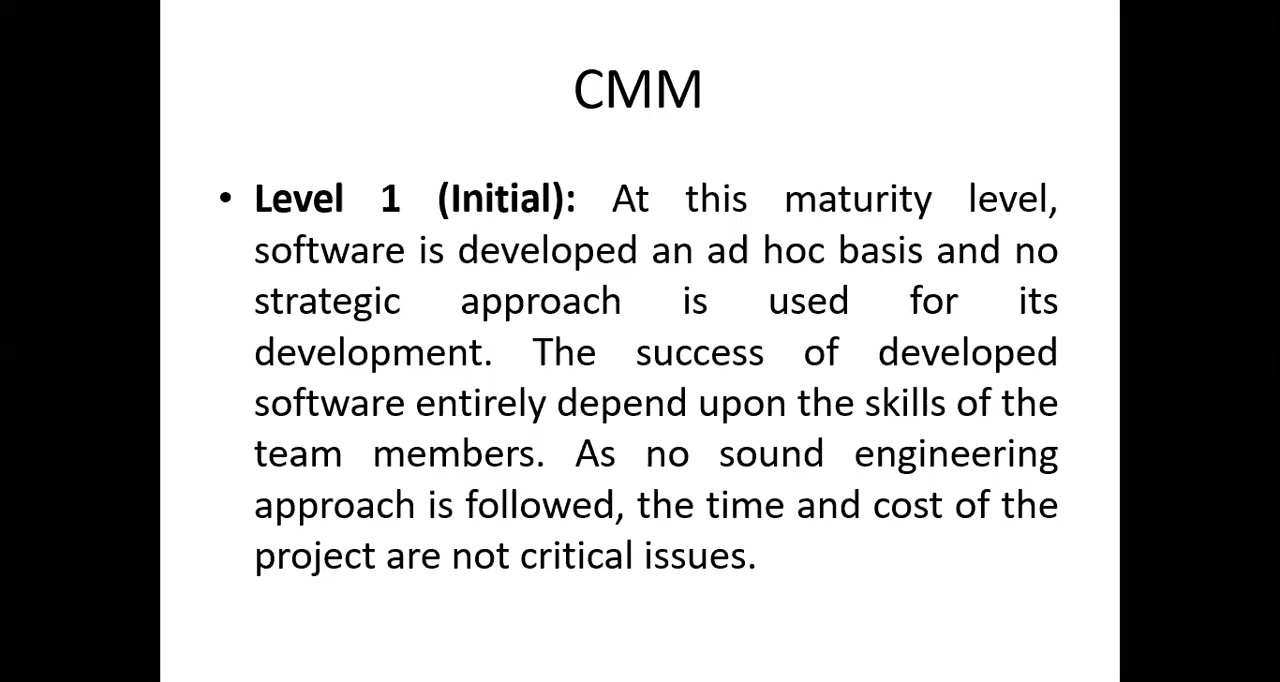 CMM
• Level 1 (Initial): At this maturity level,
software is developed an ad hoc basis and no
strategic approach is used for its
development. The success of developed
software entirely depend upon the skills of the
team members. As no sound engineering
approach is followed, the time and cost of the
project are not critical issues.